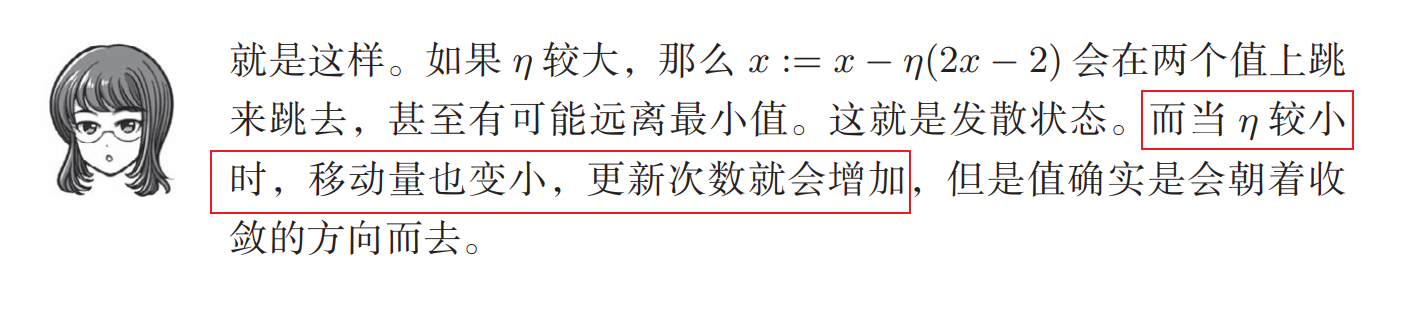 就是这样。如果 η 较大，那么 x := x − η(2x − 2) 会在两个值上跳
来跳去，甚至有可能远离最小值。这就是发散状态。而当 η 较小
时，移动量也变小，更新次数就会增加，但是值确实是会朝着收
敛的方向而去。